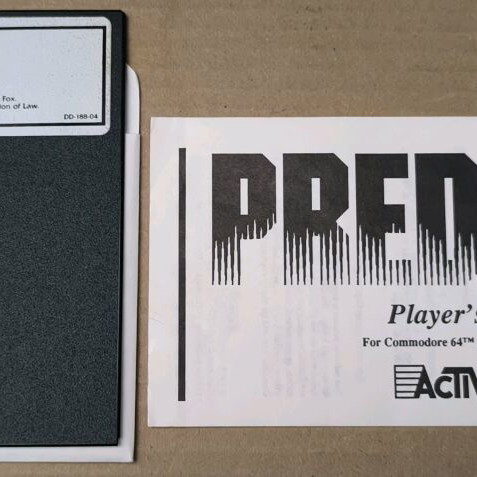 Fox.
ion of Law.
DD-188-04
PRED
Player's
For Commodore 64™
ACTIV